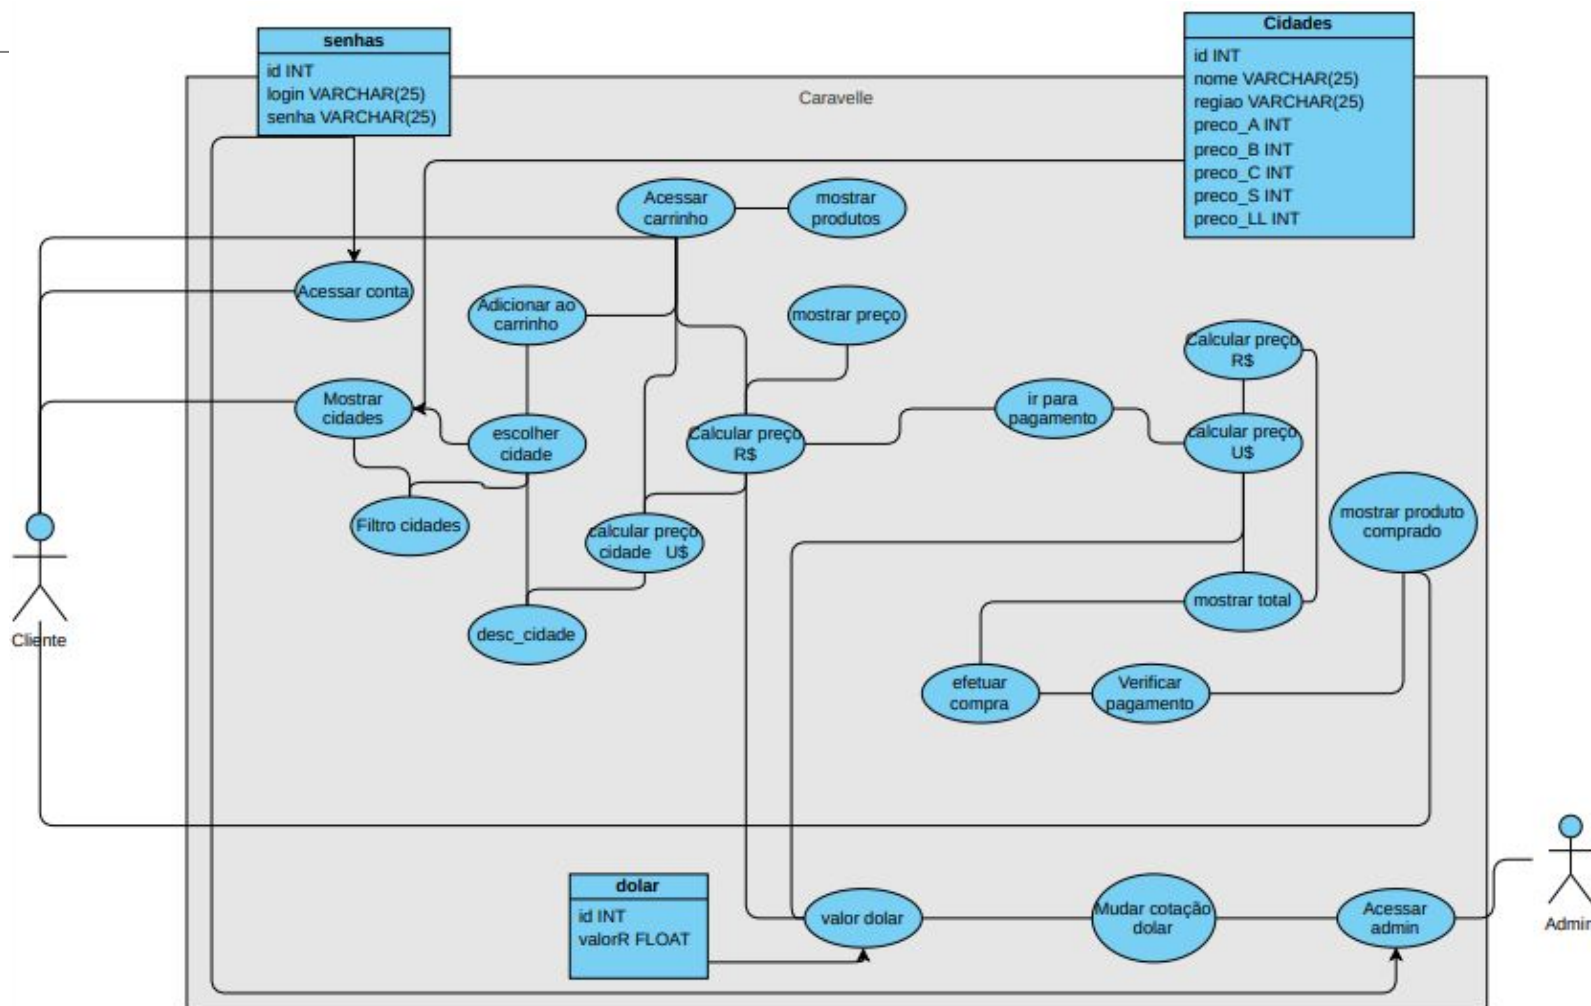 senhas
id INT
login VARCHAR(25)
senha VARCHAR(25)
Cidades
id INT
nome VARCHAR(25)
regiao VARCHAR(25)
preco_A INT
preco_B INT
preco_C INT
preco_S INT
preco_LL INT
Caravelle
Acessar
carrinho
mostrar
produtos
Acessar conta
Adicionar ao
carrinho
mostrar preço
Calcular preço
R$
Mostrar
cidades
escolher
cidade
Calcular preço
R$
ir para
pagamento
calcular preço
U$
Filtro cidades
calcular preço
cidade U$
mostrar produto
comprado
desc_cidade
mostrar total
Cliente
efetuar
compra
Verificar
pagamento
dolar
id INT
valorR FLOAT
valor dolar
Mudar cotação
dolar
Acessar
admin
Admin